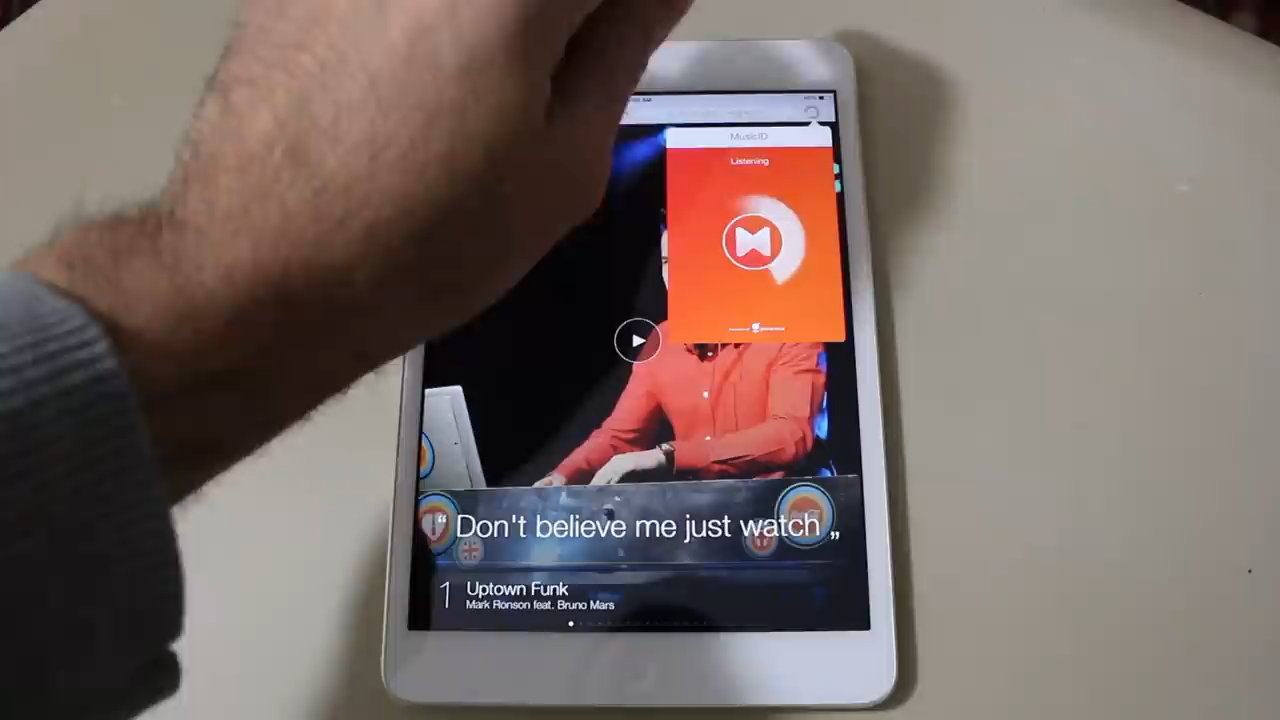 MusicID
Listening
“ Don't believe me just watch „
1
Uptown Funk
Mark Ronson feat. Bruno Mars